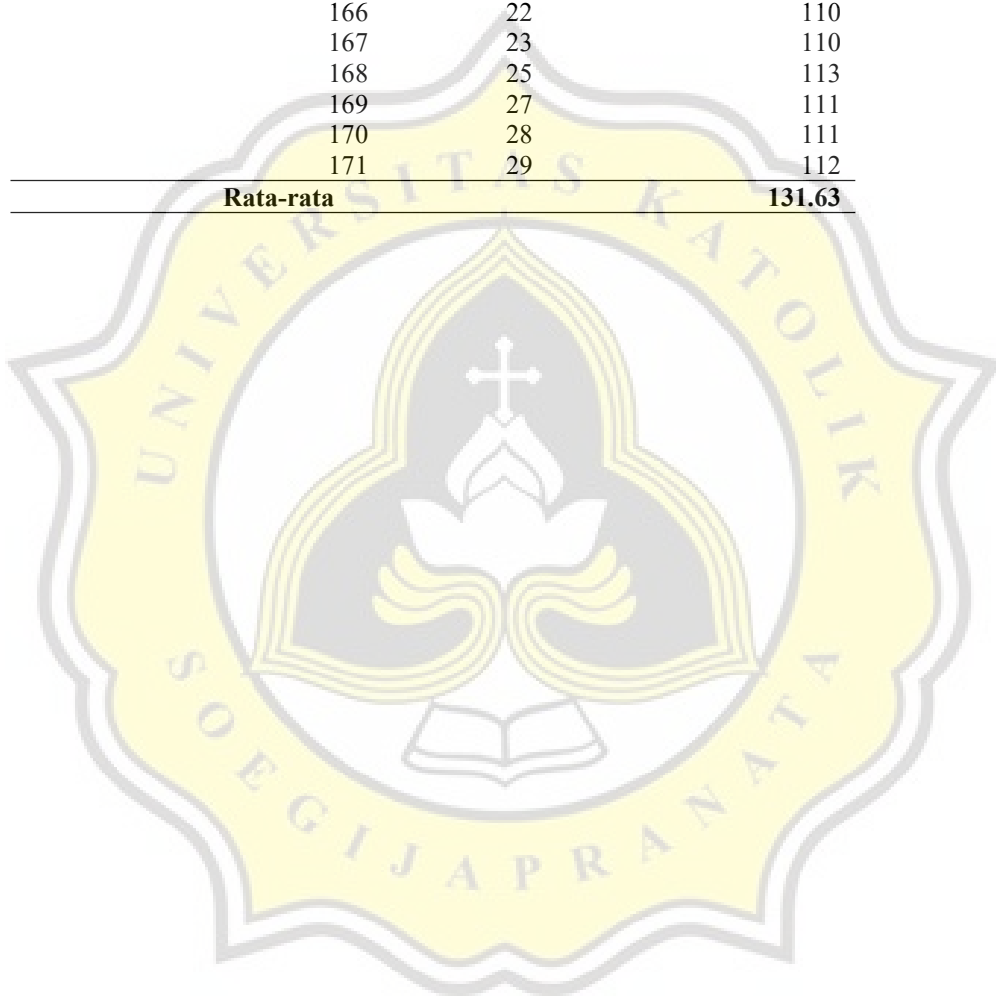 166 22 110
167 23 110
168 25 113
169 27 111
170 28 111
171 29 112
Rata-rata 131.63
UNIVERSITAS KATOLIK
SOEGIJAPRANATA